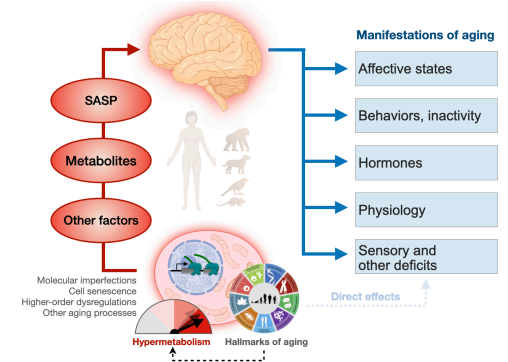 Manifestations of aging
Affective states
SASP
Behaviors, inactivity
Metabolites
Hormones
Other factors
Physiology
Sensory and
other deficits
Molecular imperfections
Cell senescence
Higher-order dysregulations
Other aging processes
Direct effects
Hypermetabolism
Hallmarks of aging